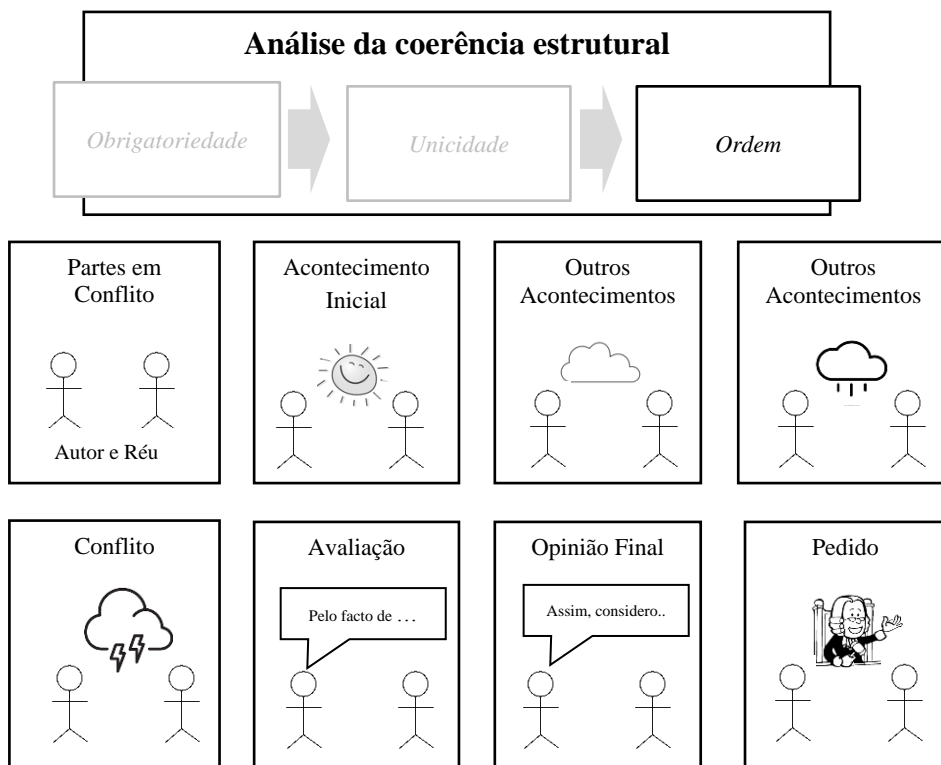 Análise da coerência estrutural
Obrigatoriedade
Unicidade
Ordem
Partes em
Conflito
Autor e Réu
Acontecimento
Inicial
Outros
Acontecimentos
Outros
Acontecimentos
Conflito
Avaliação
Pelo facto de …
Opinião Final
Assim, considero..
Pedido